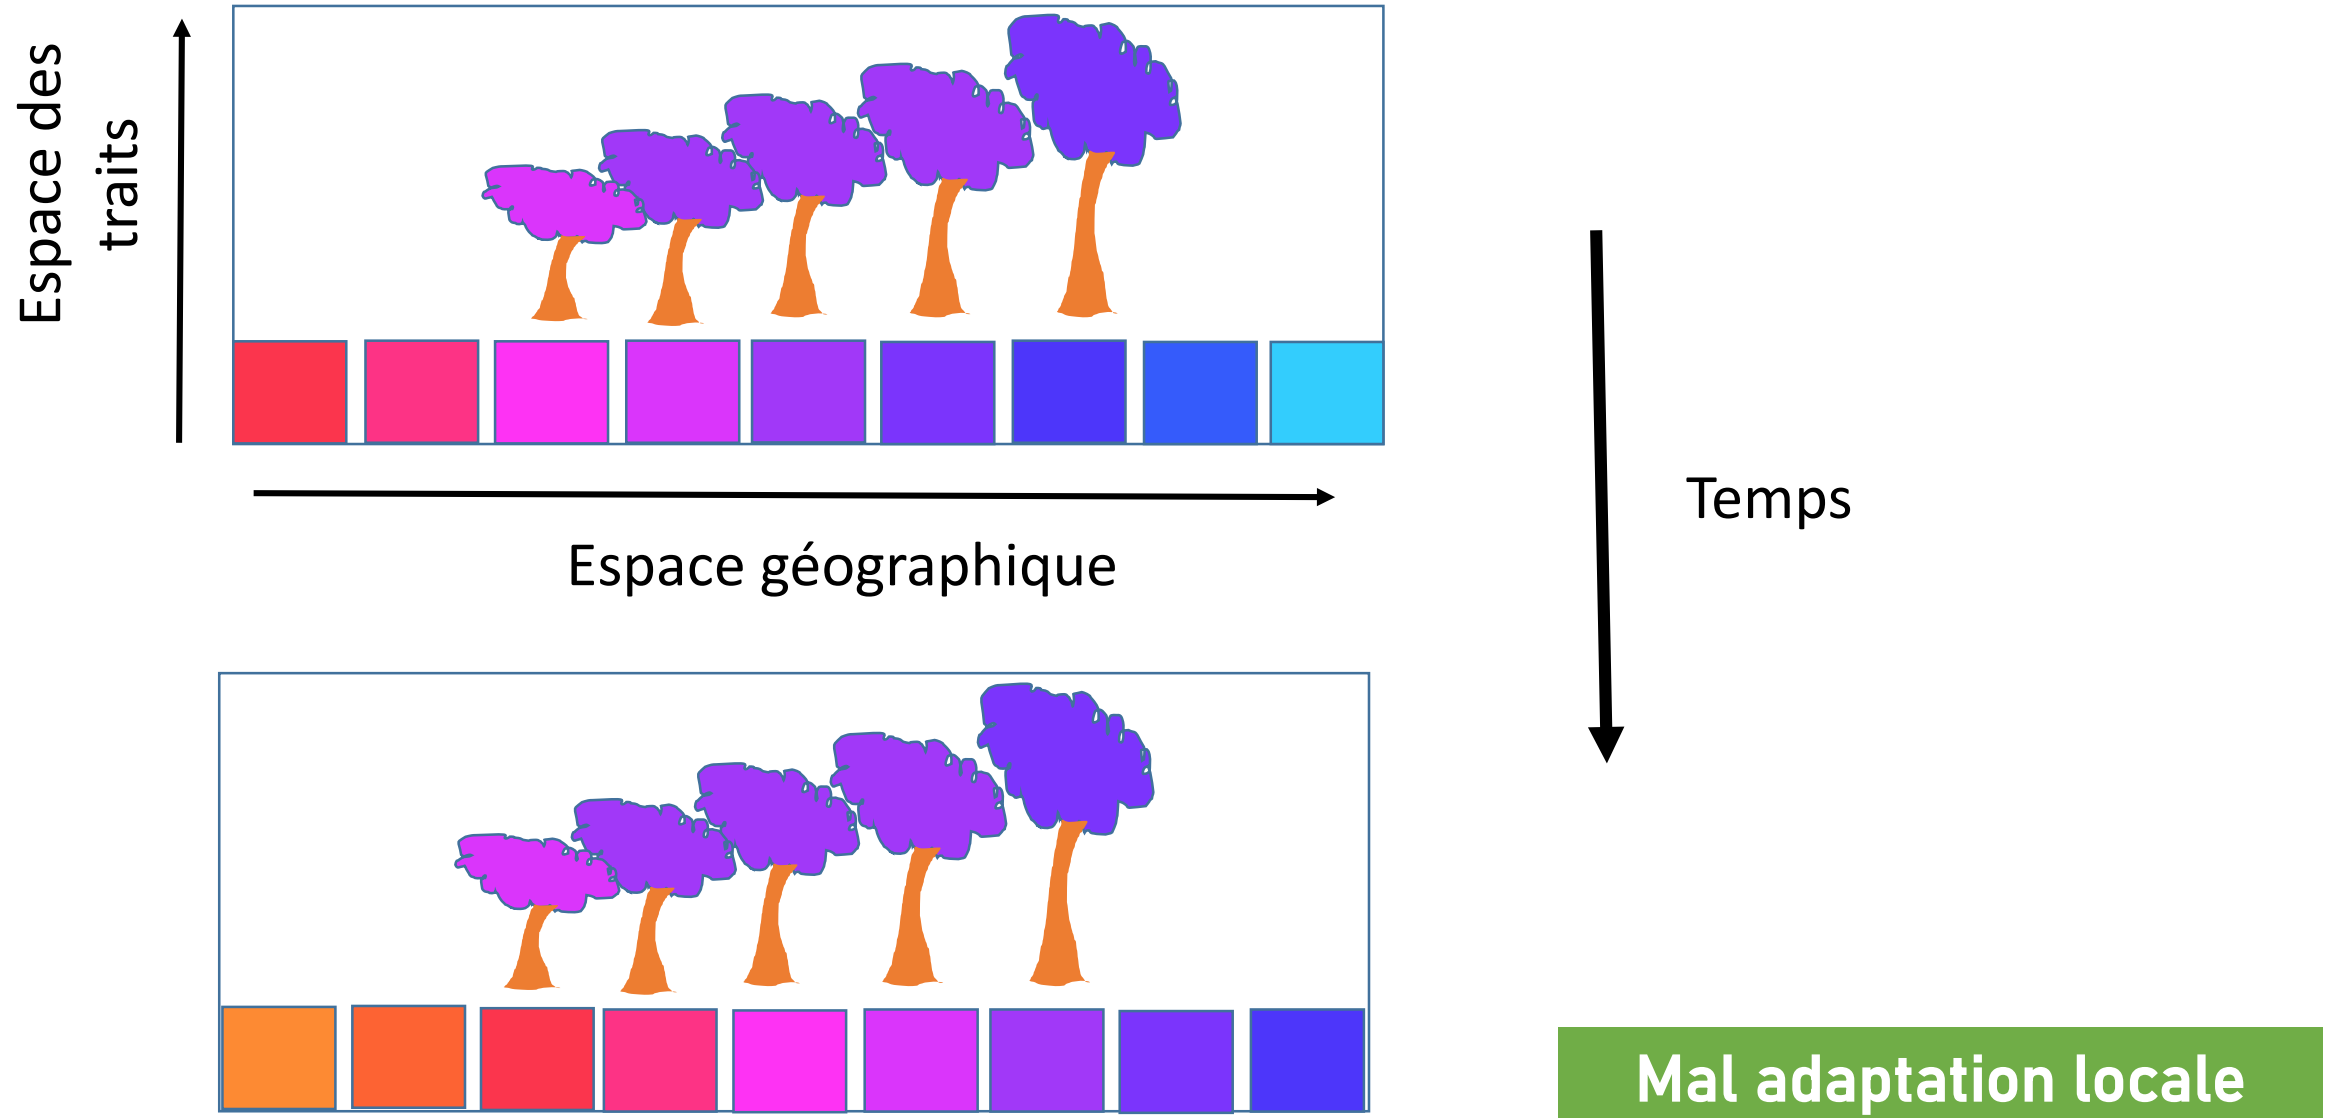 Espace des
traits
Espace géographique
Temps
Mal adaptation locale